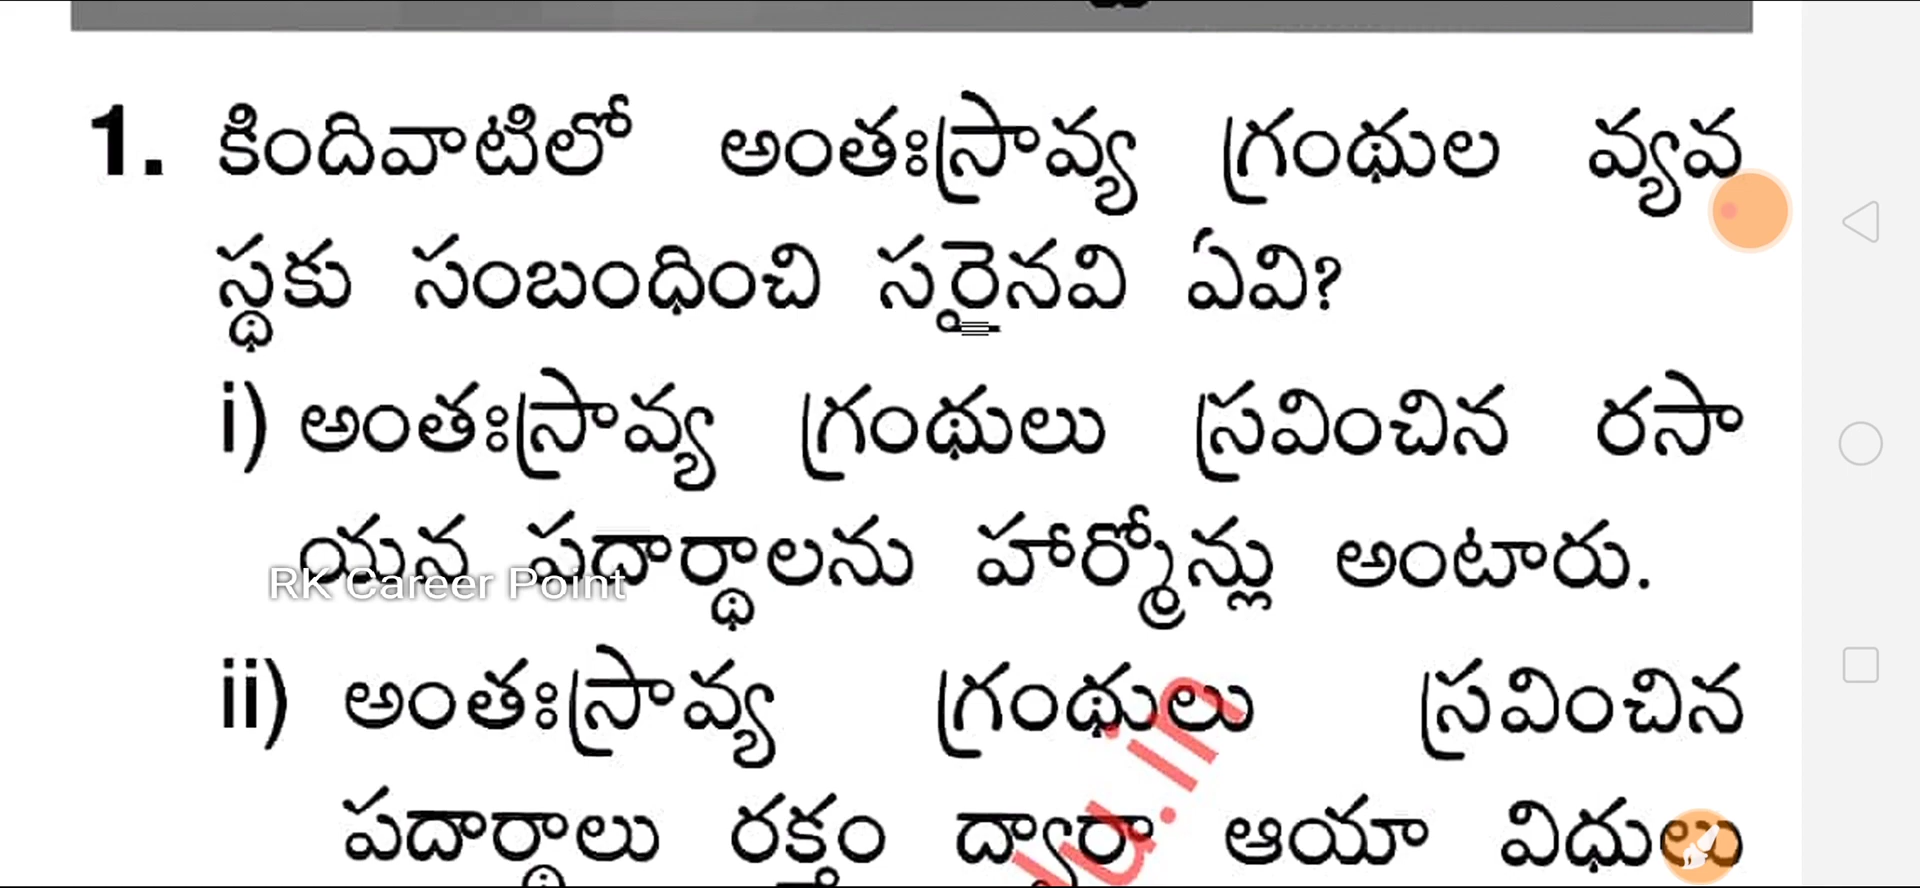 1. కిందివాటిలో అంతఃస్రావ్య గ్రంథుల వ్యవ
స్థకు సంబంధించి సరైనవి ఏవి?
i) అంతఃస్రావ్య గ్రంథులు స్రవించిన రసా
యన పదార్థాలను హార్మోన్లు అంటారు.
RK Career Point
ii) అంతఃస్రావ్య గ్రంథులు స్రవించిన
పదార్థాలు రక్తం ద్వారా ఆయా విధులు
u.in